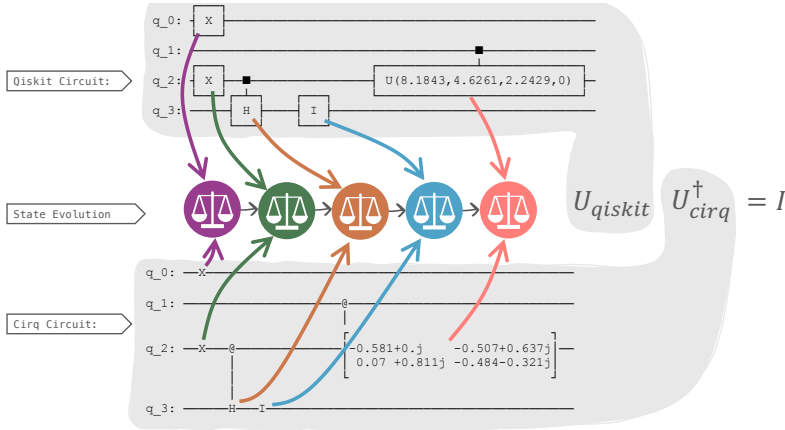 q_0: X
q_1:
Qiskit Circuit:
q_2: X U(8.1843,4.6261,2.2429,0)
q_3: H I
State Evolution
U_qiskit U_cirq^† = I
q_0: X
q_1: @
Cirq Circuit:
q_2: X @ -0.581+0.j -0.507+0.637j
0.07 +0.811j -0.484-0.321j
q_3: H I